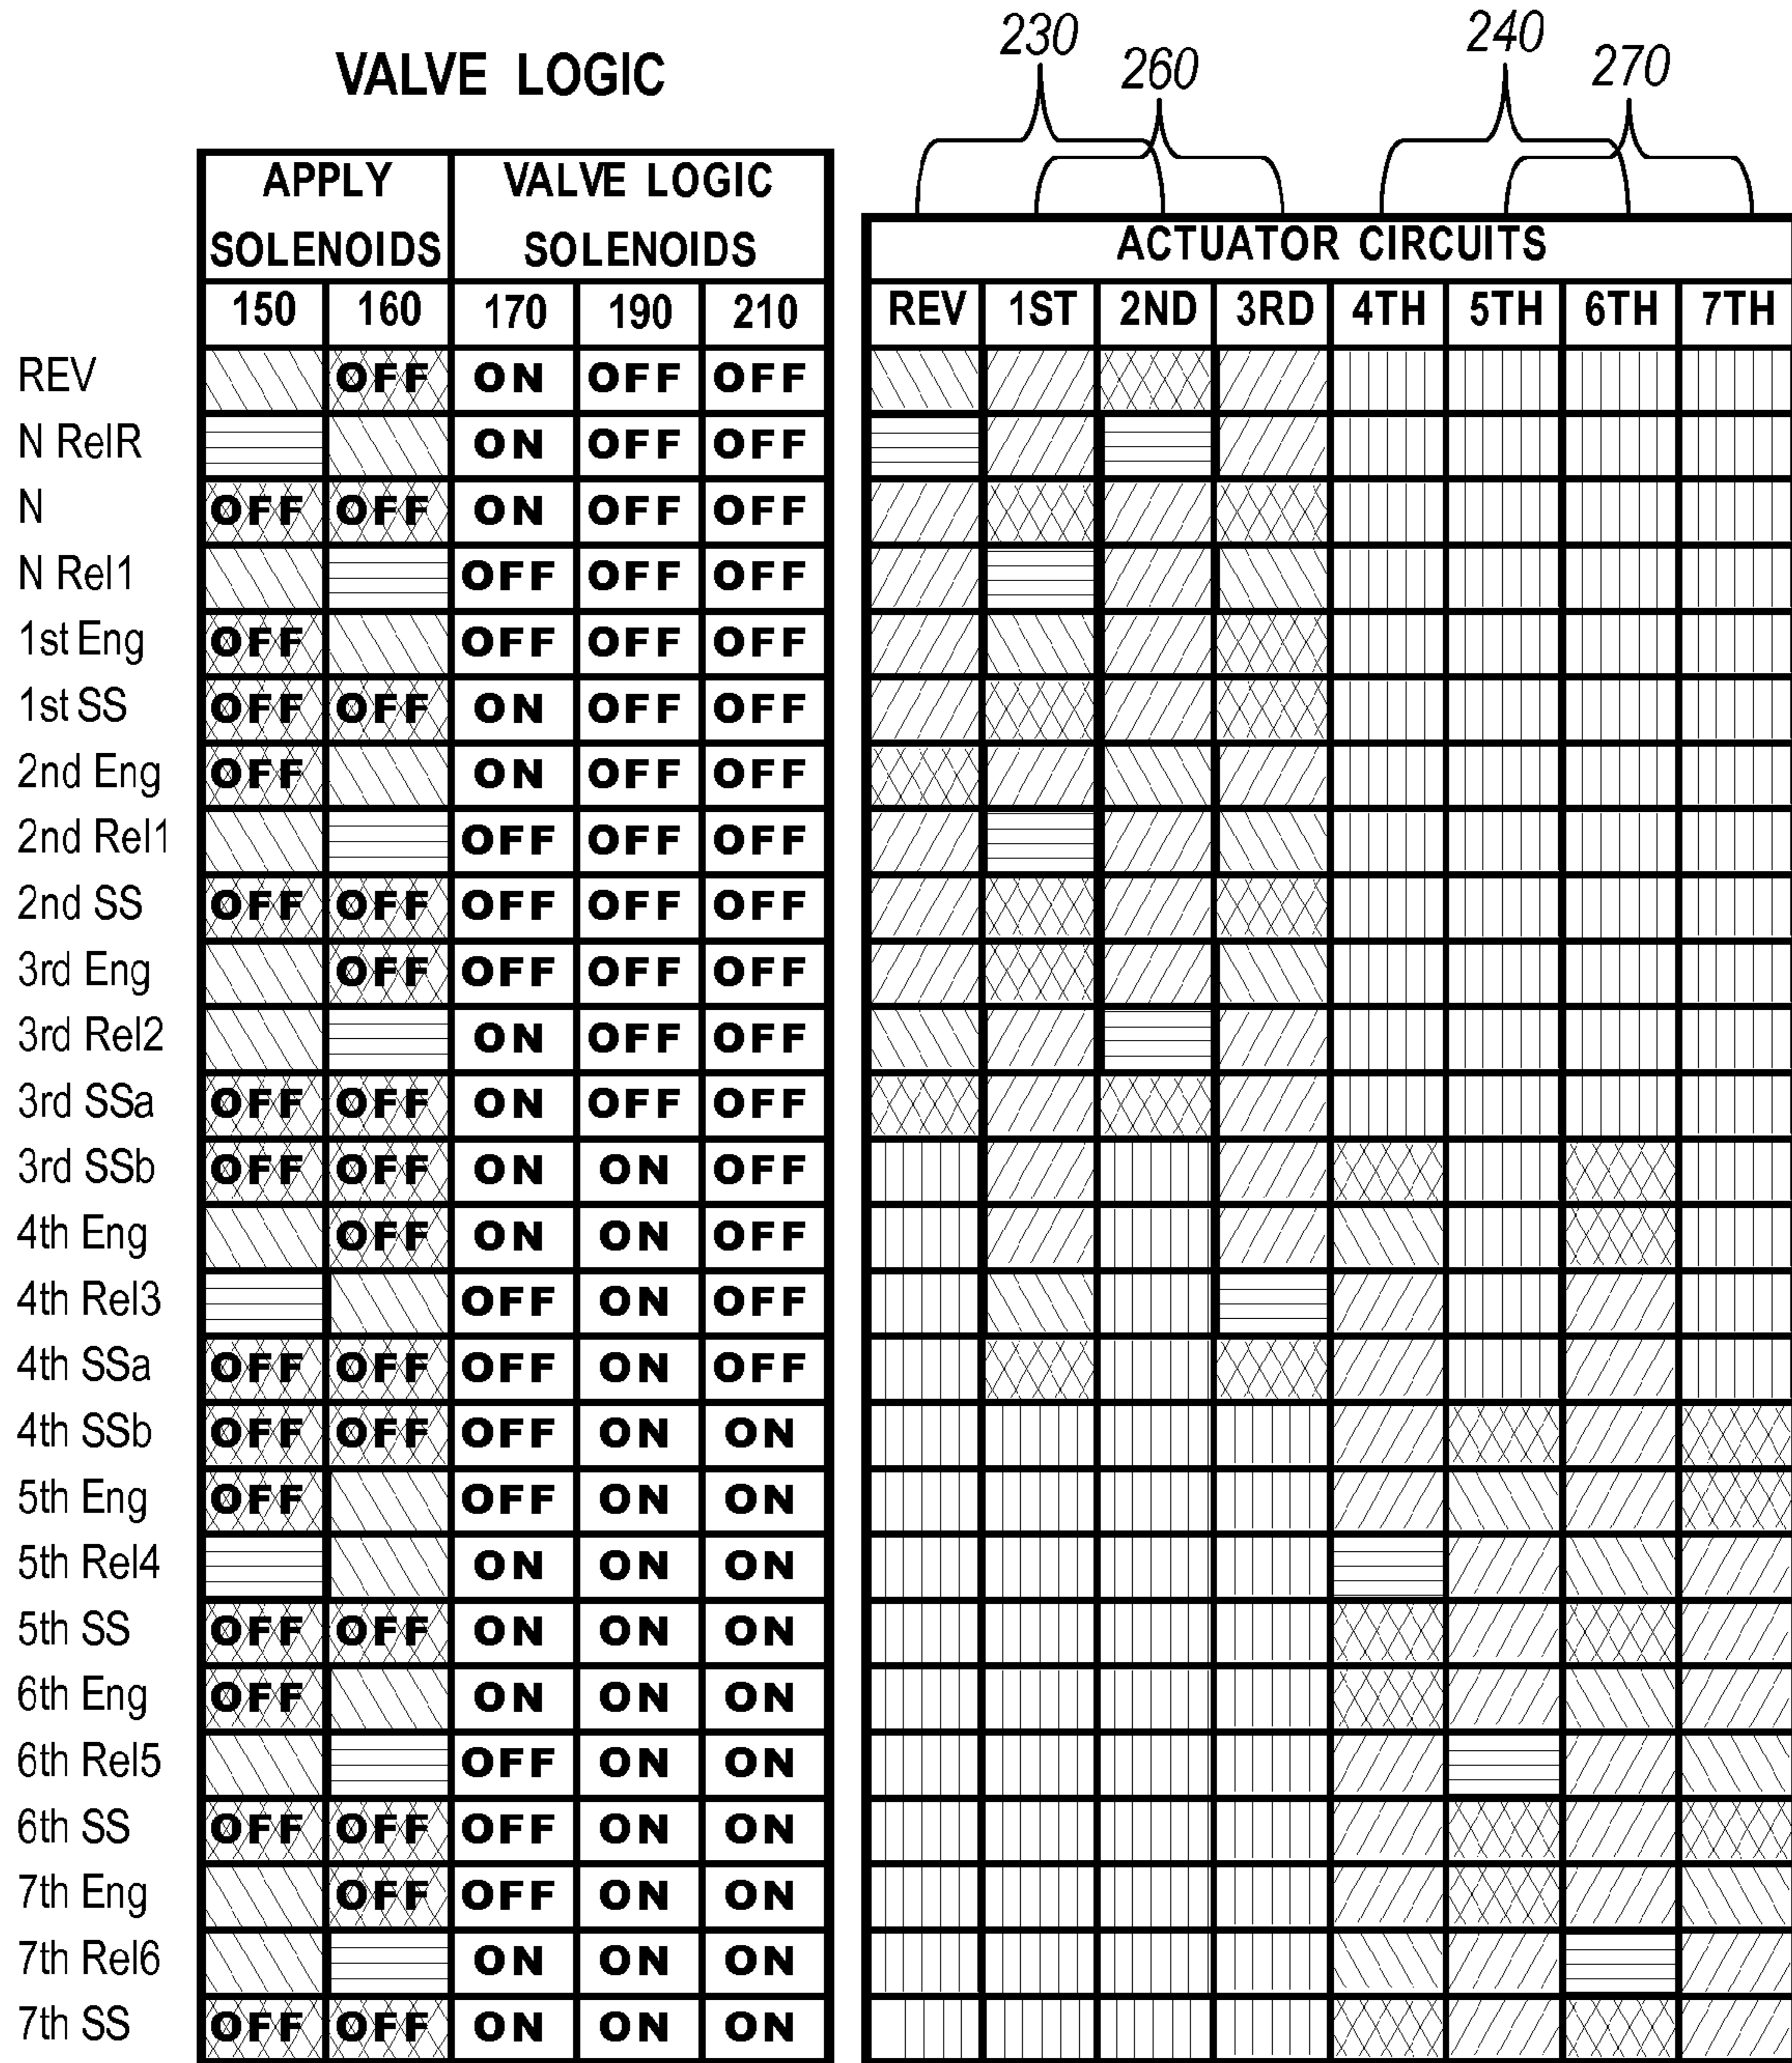 VALVE LOGIC
230
260
240
270
APPLY SOLENOIDS
VALVE LOGIC SOLENOIDS
ACTUATOR CIRCUITS
150 160 170 190 210 REV 1ST 2ND 3RD 4TH 5TH 6TH 7TH
REV OFF ON OFF OFF
N RelR ON OFF OFF
N OFF OFF ON OFF OFF
N Rel1 OFF OFF OFF
1st Eng OFF OFF OFF OFF
1st SS OFF OFF ON OFF OFF
2nd Eng OFF ON OFF OFF
2nd Rel1 OFF OFF OFF
2nd SS OFF OFF OFF OFF OFF
3rd Eng OFF OFF OFF OFF
3rd Rel2 ON OFF OFF
3rd SSa OFF OFF ON OFF OFF
3rd SSb OFF OFF ON ON OFF
4th Eng OFF ON ON OFF
4th Rel3 OFF ON OFF
4th SSa OFF OFF OFF ON OFF
4th SSb OFF OFF OFF ON ON
5th Eng OFF OFF ON ON
5th Rel4 ON ON ON
5th SS OFF OFF ON ON ON
6th Eng OFF ON ON ON
6th Rel5 OFF ON ON
6th SS OFF OFF OFF ON ON
7th Eng OFF OFF ON ON
7th Rel6 ON ON ON
7th SS OFF OFF ON ON ON